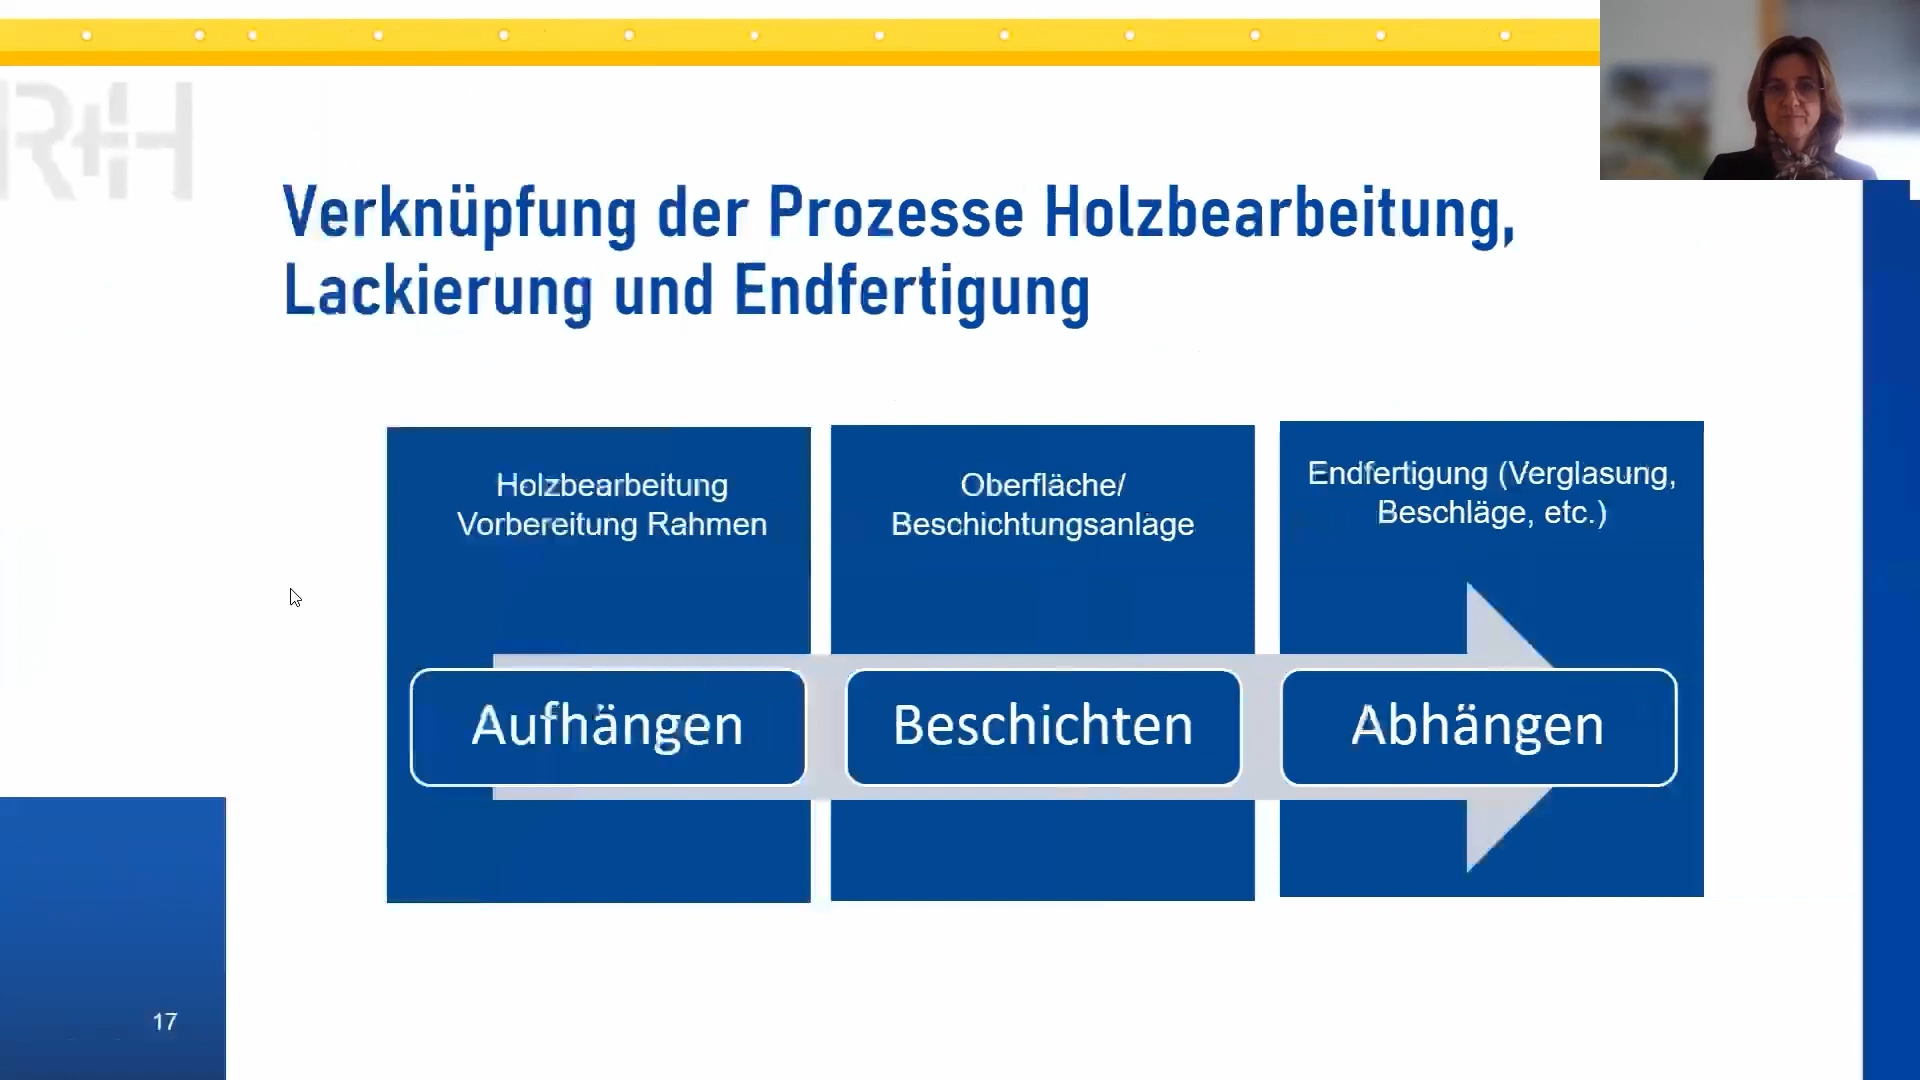 R+H
Verknüpfung der Prozesse Holzbearbeitung,
Lackierung und Endfertigung
Holzbearbeitung
Vorbereitung Rahmen
Oberfläche/
Beschichtungsanlage
Endfertigung (Verglasung,
Beschläge, etc.)
Aufhängen
Beschichten
Abhängen
17